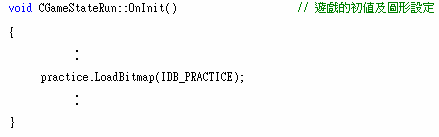 void CGameStateRun::OnInit() // 遊戲的初值及圖形設定
{
:
practice.LoadBitmap(IDB_PRACTICE);
:
}